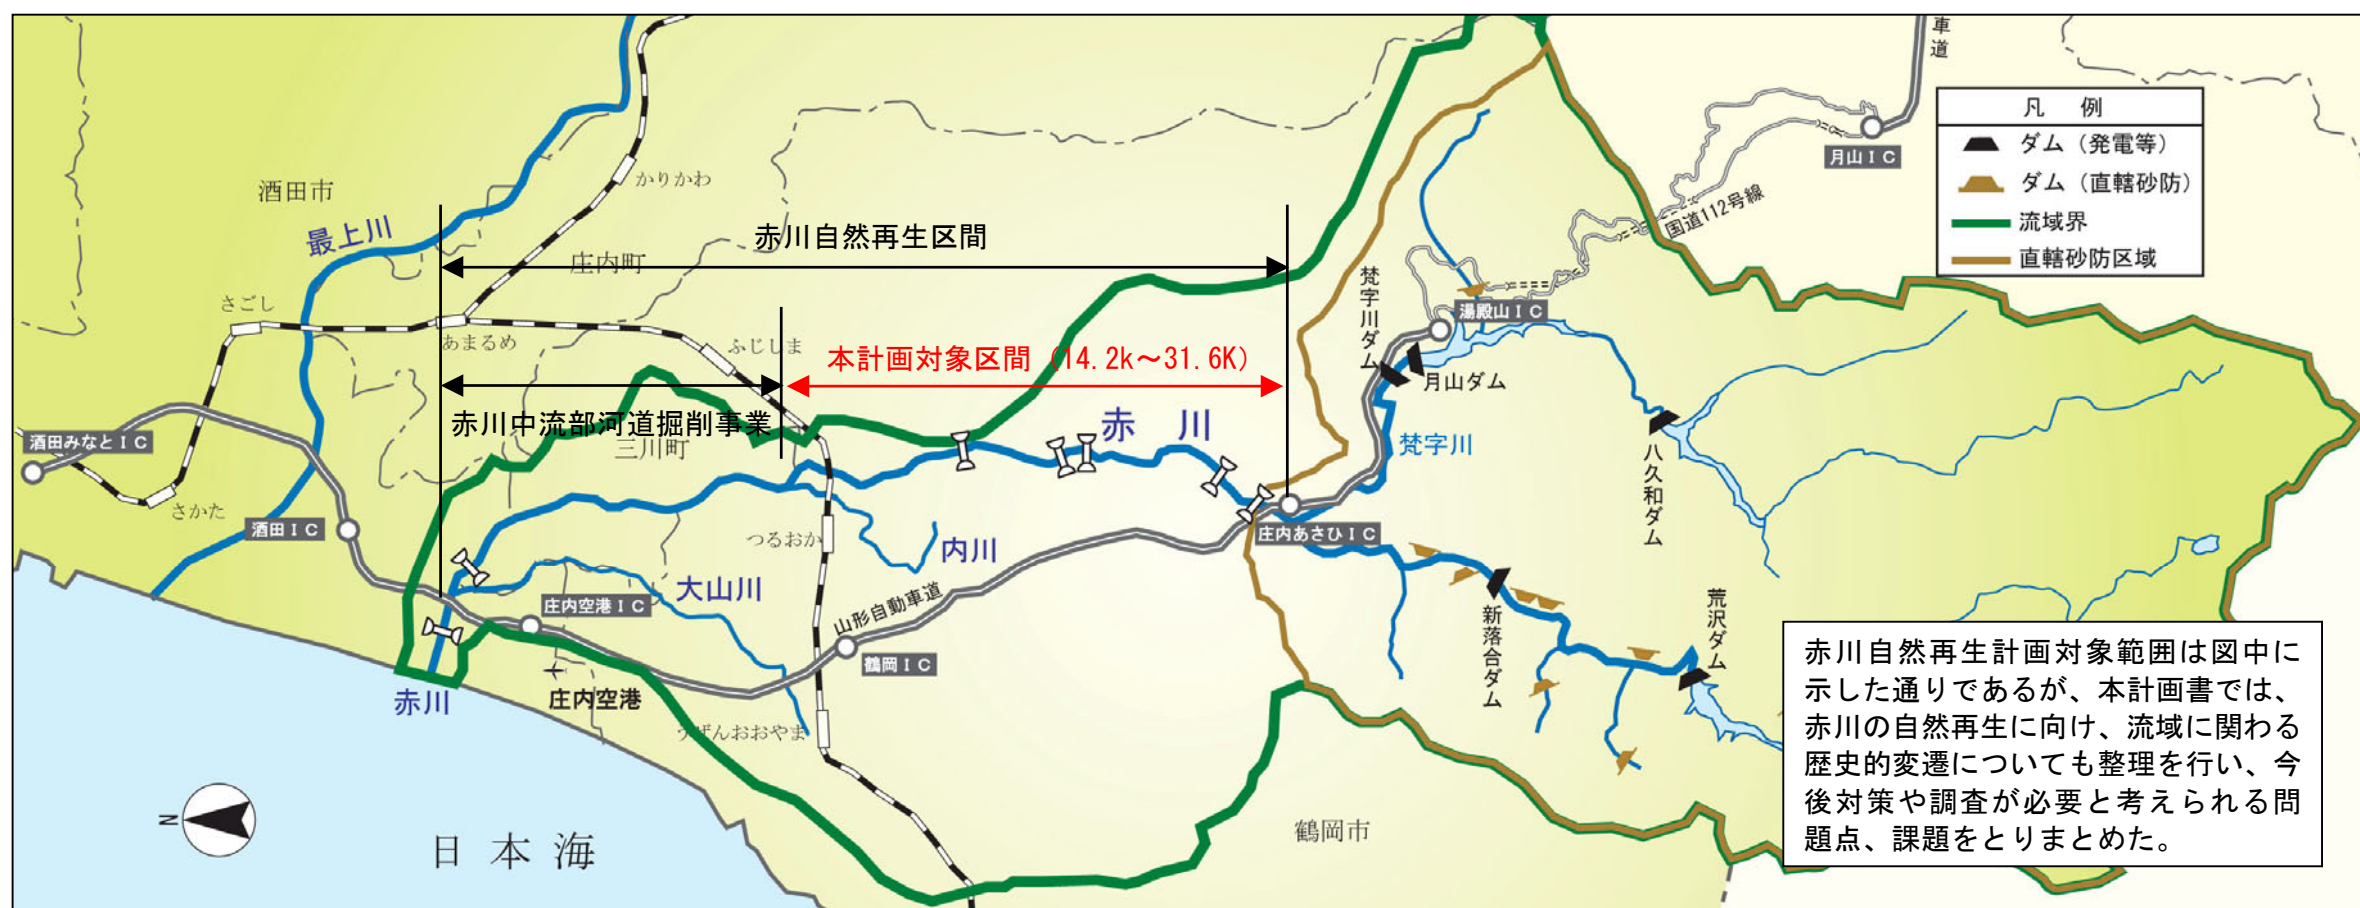 車道
凡 例
ダム（発電等）
ダム（直轄砂防）
流域界
直轄砂防区域
月山ＩＣ
国道112号線
かりかわ
酒田市
最上川
赤川自然再生区間
庄内町
さごし
あまるめ
ふじしま
本計画対象区間（14.2k～31.6K）
梵字川ダム
湯殿山ＩＣ
月山ダム
赤川中流部河道掘削事業
三川町
赤 川
梵字川
八久和ダム
酒田みなとＩＣ
さかた
酒田ＩＣ
つるおか
内川
庄内あさひＩＣ
大山川
庄内空港ＩＣ
山形自動車道
新落合ダム
荒沢ダム
鶴岡ＩＣ
赤川
庄内空港
うぜんおおやま
N
日本海
鶴岡市
赤川自然再生計画対象範囲は図中に
示した通りであるが、本計画書では、
赤川の自然再生に向け、流域に関わる
歴史的変遷についても整理を行い、今
後対策や調査が必要と考えられる問
題点、課題をとりまとめた。